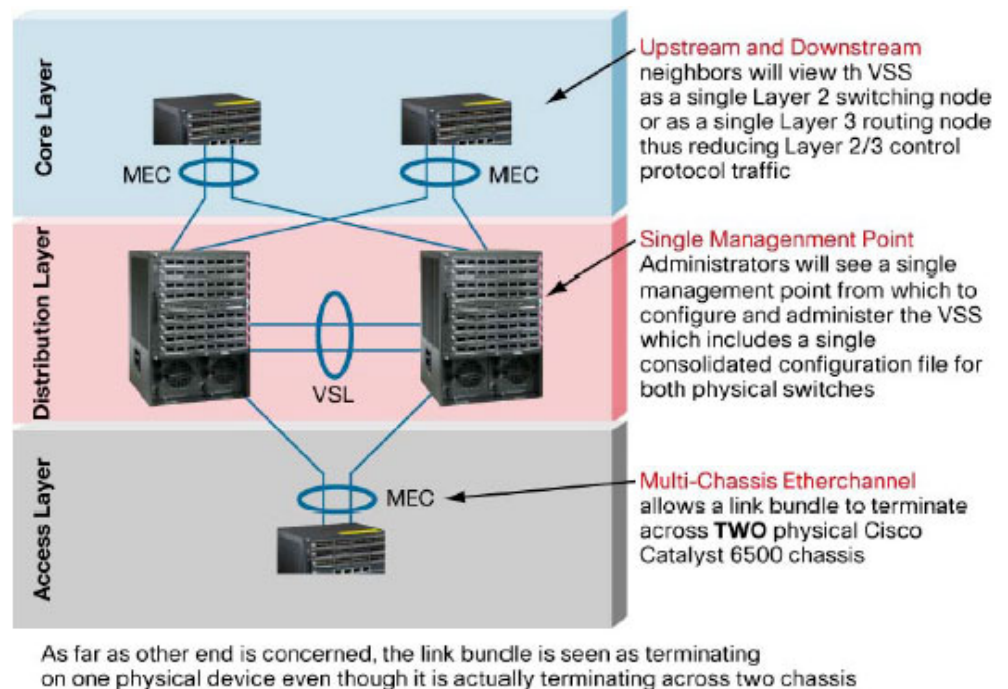 Core Layer
MEC
MEC
Upstream and Downstream
neighbors will view th VSS
as a single Layer 2 switching node
or as a single Layer 3 routing node
thus reducing Layer 2/3 control
protocol traffic
Distribution Layer
VSL
Single Managenment Point
Administrators will see a single
management point from which to
configure and administer the VSS
which includes a single
consolidated configuration file for
both physical switches
Access Layer
MEC
Multi-Chassis Etherchannel
allows a link bundle to terminate
across TWO physical Cisco
Catalyst 6500 chassis
As far as other end is concerned, the link bundle is seen as terminating
on one physical device even though it is actually terminating across two chassis